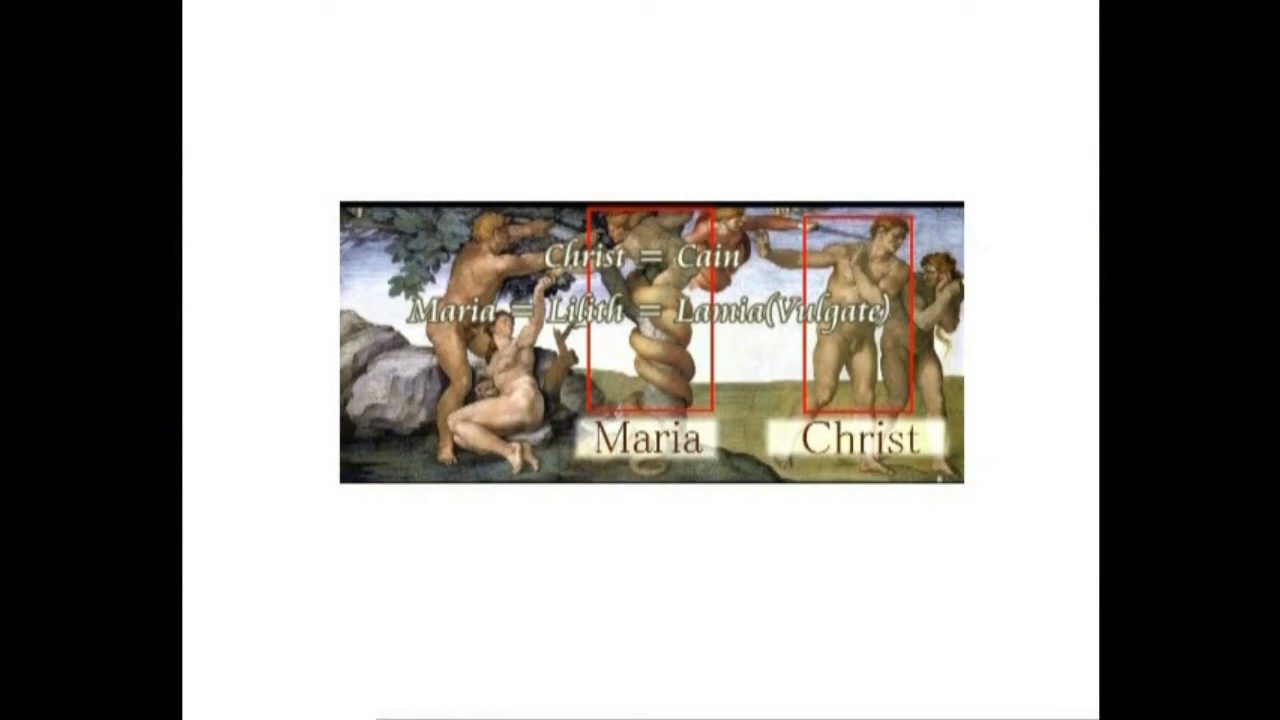 Christ = Cain
Maria = Lilith = Lamia(Vulgate)
Maria
Christ